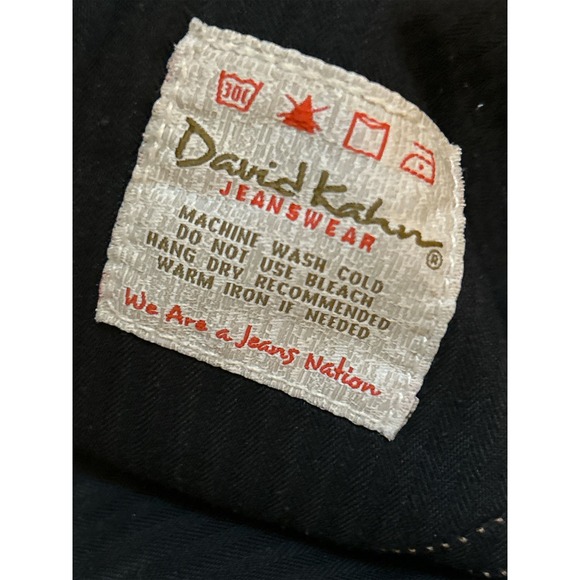 30C
David Kahn®
JEANSWEAR
MACHINE WASH COLD
DO NOT USE BLEACH
HANG DRY RECOMMENDED
WARM IRON IF NEEDED
We Are a Jeans Nation